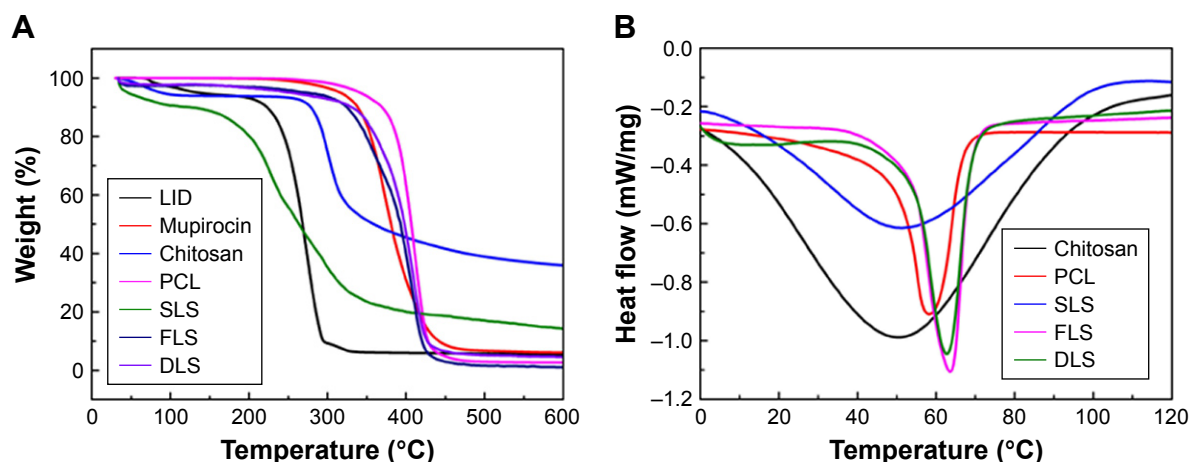 A
Weight (%)
100
80
60
40
20
0
LID
Mupirocin
Chitosan
PCL
SLS
FLS
DLS
0 100 200 300 400 500 600
Temperature (°C)
B
Heat flow (mW/mg)
0.0
–0.2
–0.4
–0.6
–0.8
–1.0
–1.2
Chitosan
PCL
SLS
FLS
DLS
0 20 40 60 80 100 120
Temperature (°C)